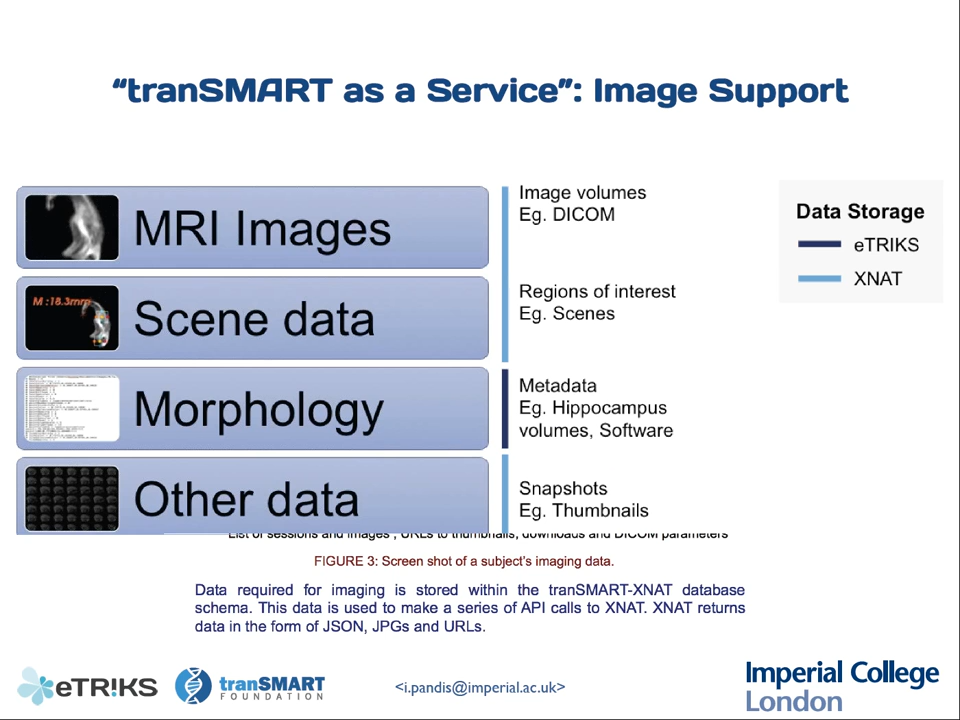 “tranSMART as a Service”: Image Support
MRI Images
Image volumes
Eg. DICOM
Data Storage
eTRIKS
XNAT
M :18.3mm
Scene data
Regions of interest
Eg. Scenes
Morphology
Metadata
Eg. Hippocampus
volumes, Software
Other data
Snapshots
Eg. Thumbnails
List of sessions and images , URLs to thumbnails, downloads and DICOM parameters
FIGURE 3: Screen shot of a subject’s imaging data.
Data required for imaging is stored within the tranSMART-XNAT database
schema. This data is used to make a series of API calls to XNAT. XNAT returns
data in the form of JSON, JPGs and URLs.
eTRIKS
tranSMART
FOUNDATION
<i.pandis@imperial.ac.uk>
Imperial College
London